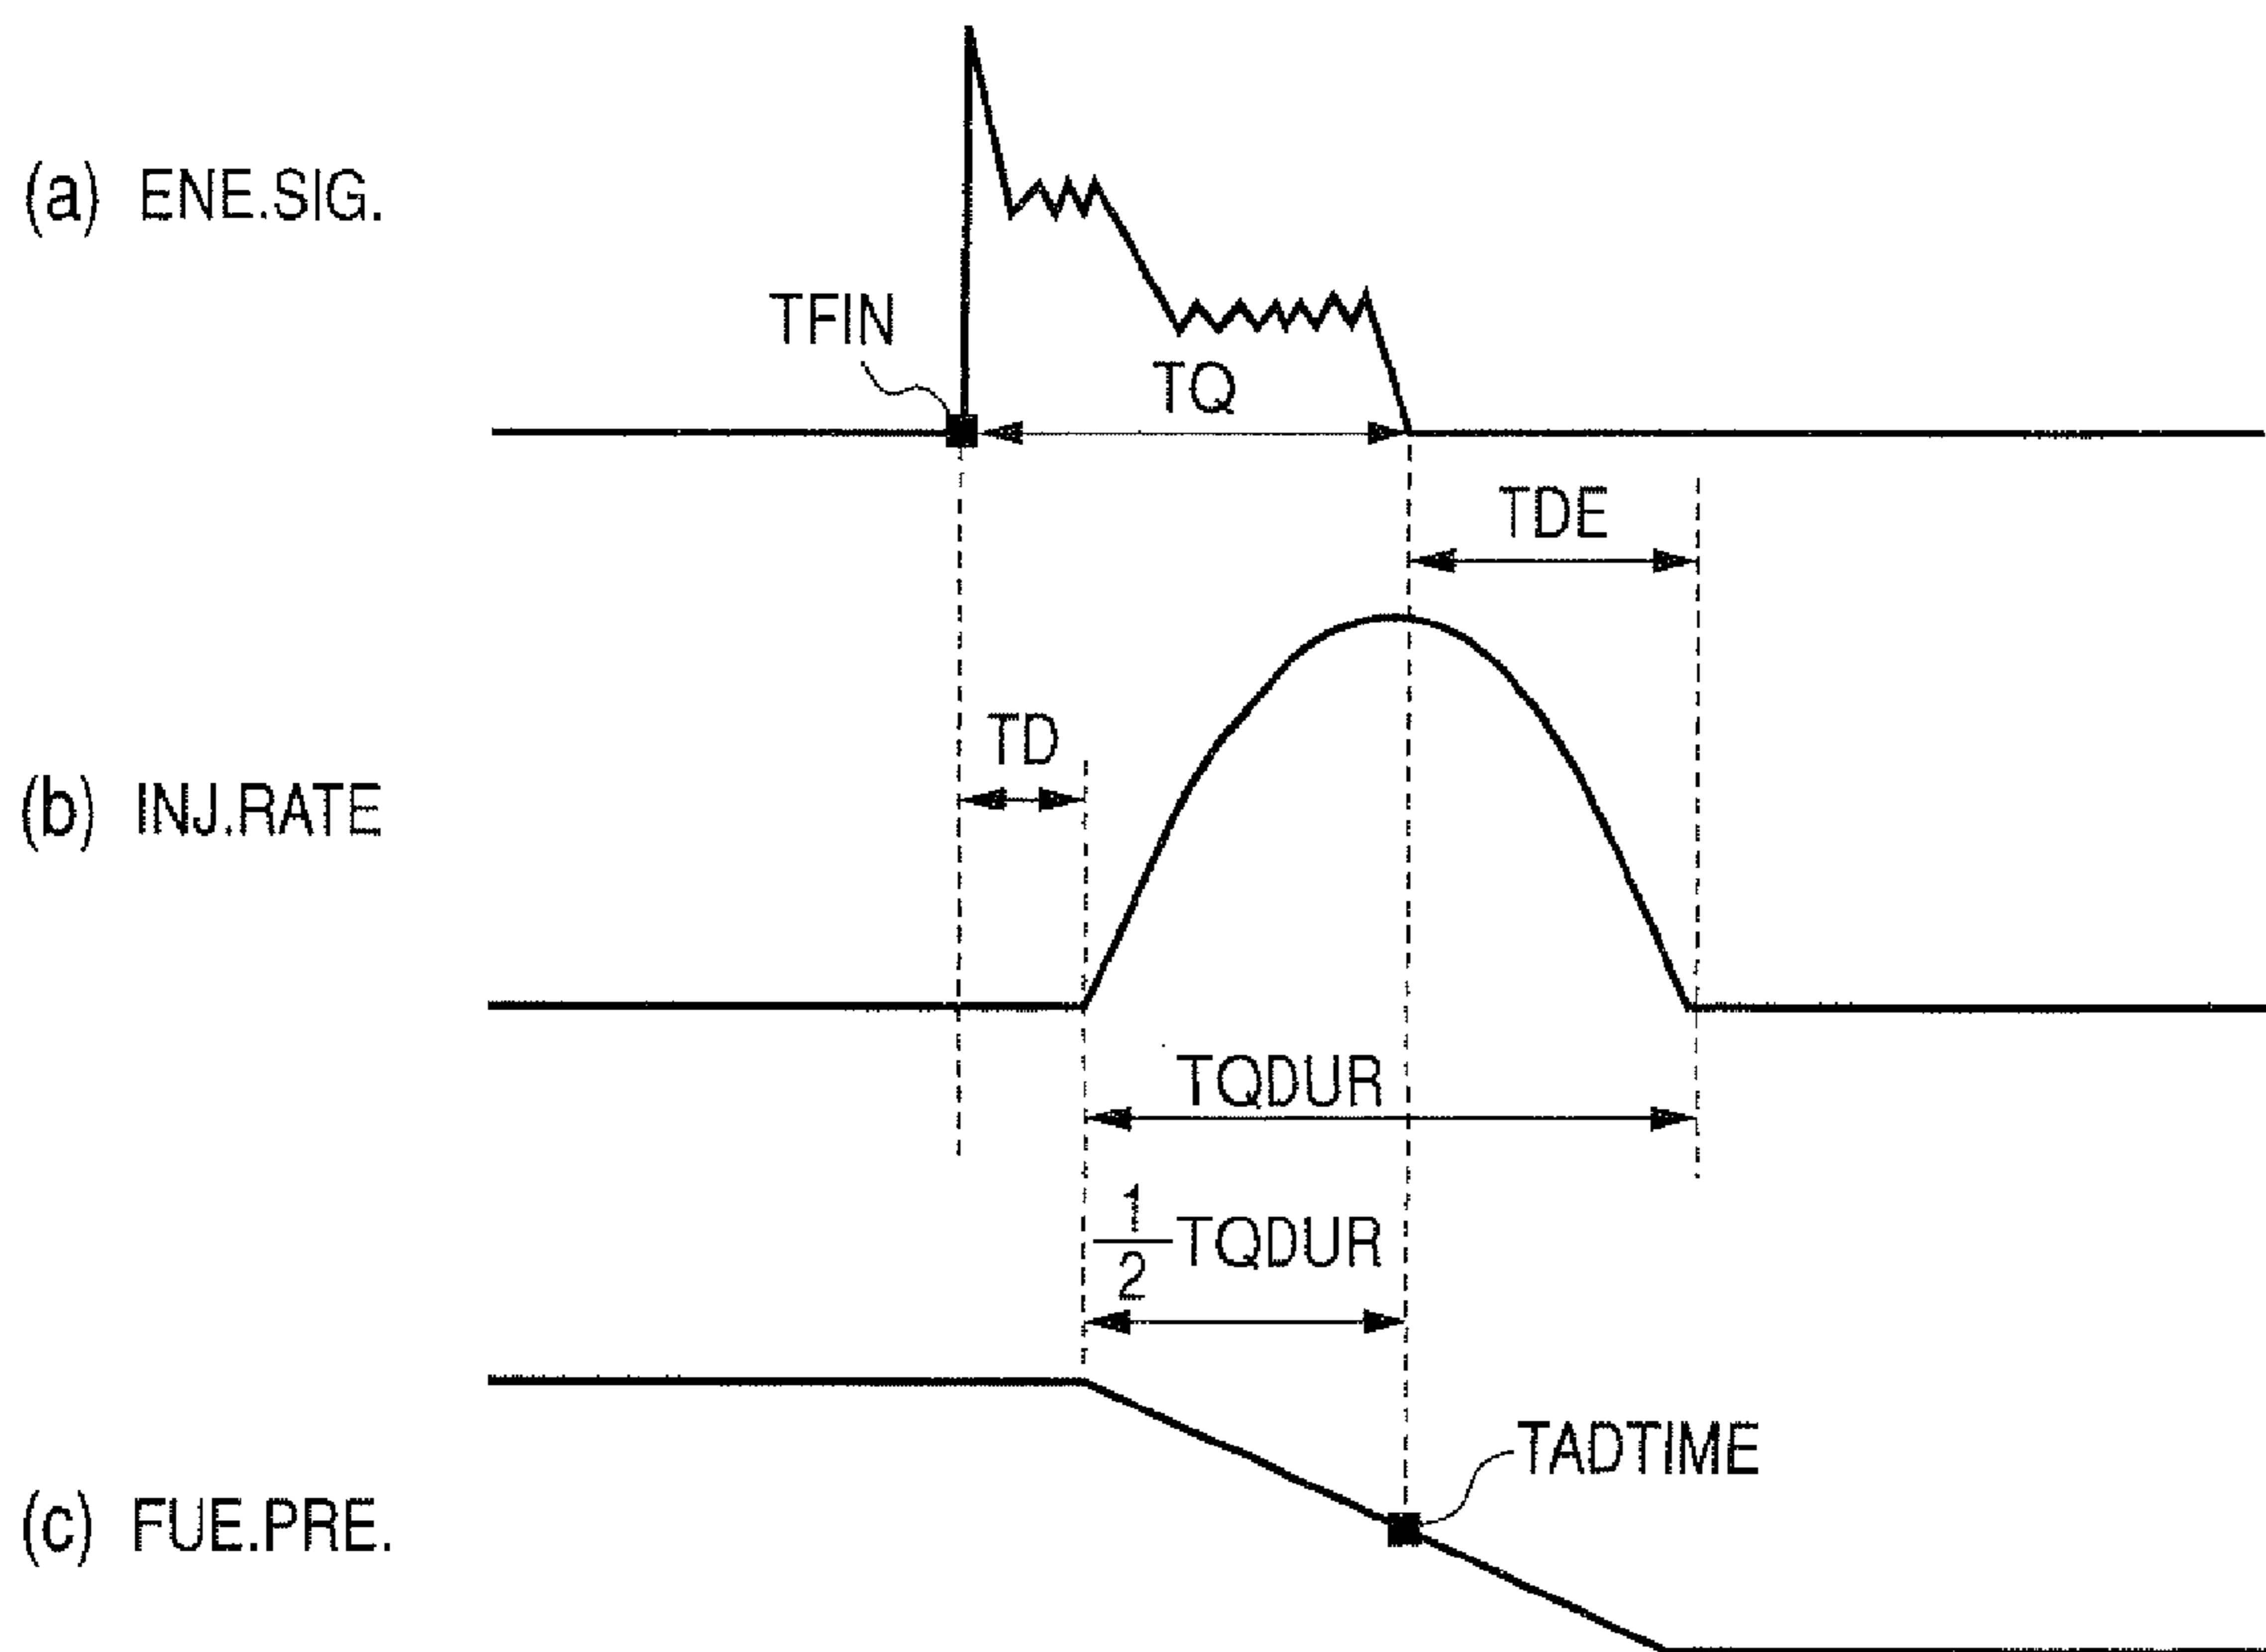 (a) ENE.SIG.
TFIN
TQ
TDE
TD
(b) INJ.RATE
TQDUR
1/2 TQDUR
TADTIME
(c) FUE.PRE.